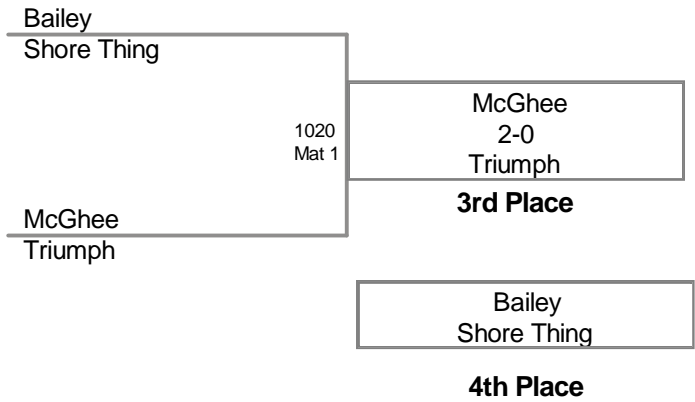 Bailey
Shore Thing
1020
Mat 1
McGhee
2-0
Triumph
3rd Place
McGhee
Triumph
Bailey
Shore Thing
4th Place